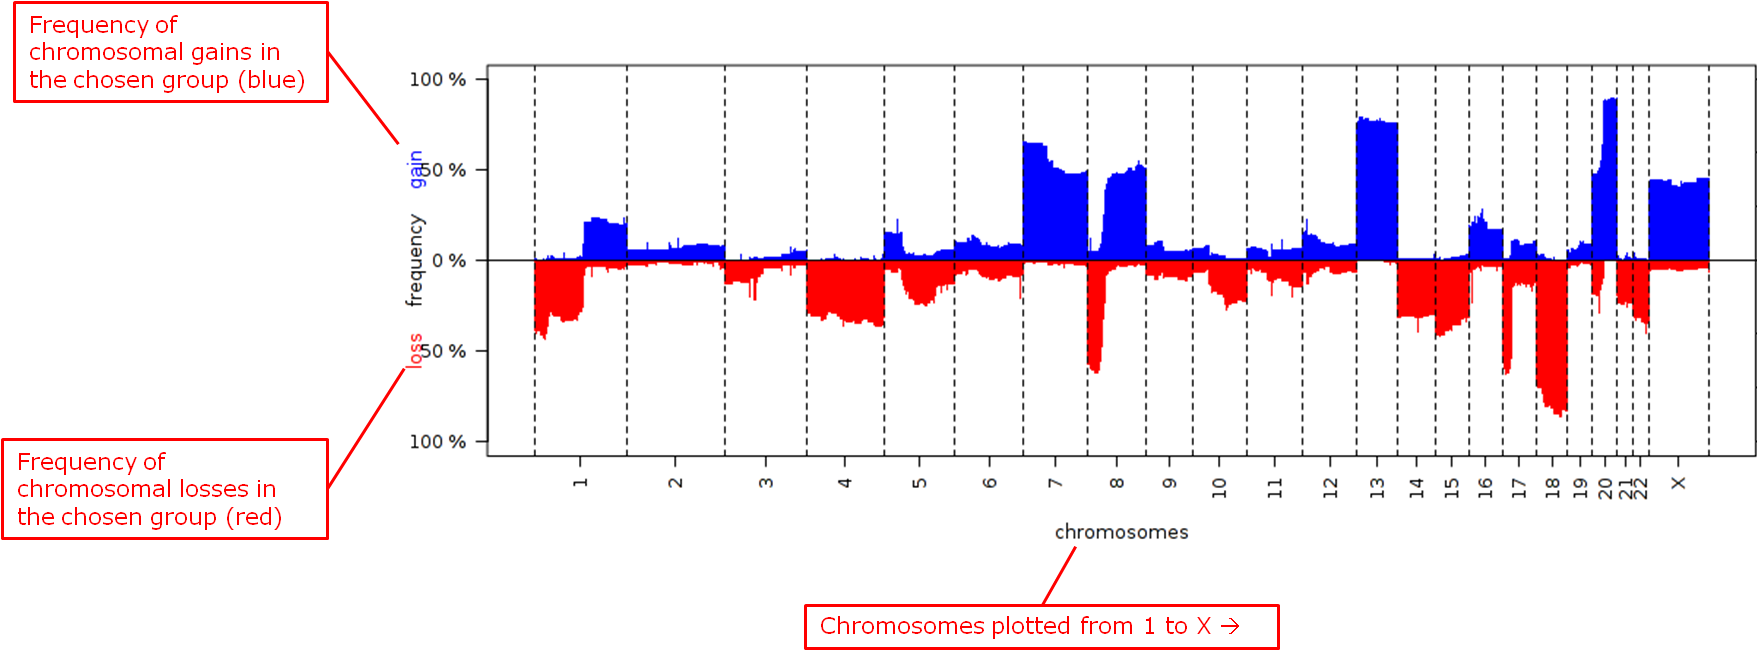 Frequency of
chromosomal gains in
the chosen group (blue)
100 %
50 %
0 %
50 %
100 %
gain
frequency
loss
Frequency of
chromosomal losses in
the chosen group (red)
1 2 3 4 5 6 7 8 9 10 11 12 13 14 15 16 17 18 19 20 21 22 X
chromosomes
Chromosomes plotted from 1 to X →